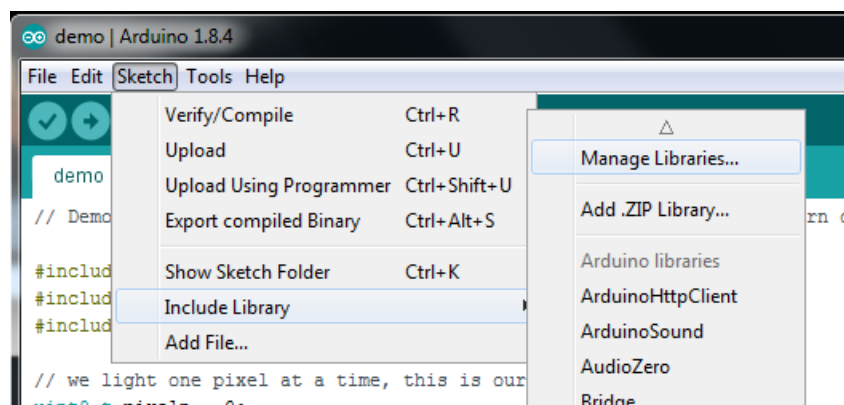 demo | Arduino 1.8.4
File Edit Sketch Tools Help
demo
Verify/Compile Ctrl+R
Upload Ctrl+U
Upload Using Programmer Ctrl+Shift+U
Export compiled Binary Ctrl+Alt+S
Show Sketch Folder Ctrl+K
Include Library
Add File...
Manage Libraries...
Add .ZIP Library...
Arduino libraries
ArduinoHttpClient
ArduinoSound
AudioZero
Bridge
// Demo
#includ
#includ
#includ
// we light one pixel at a time, this is our